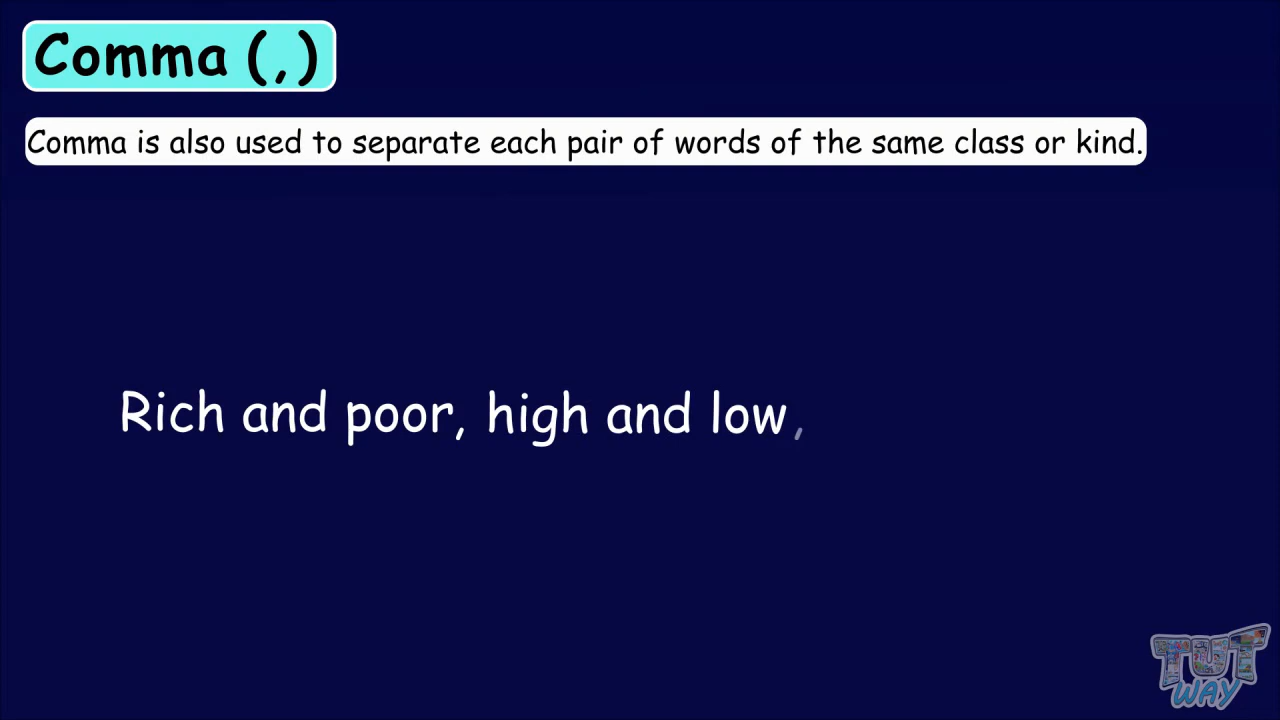 Comma (,)
Comma is also used to separate each pair of words of the same class or kind.
Rich and poor, high and low,
TUT
WAY